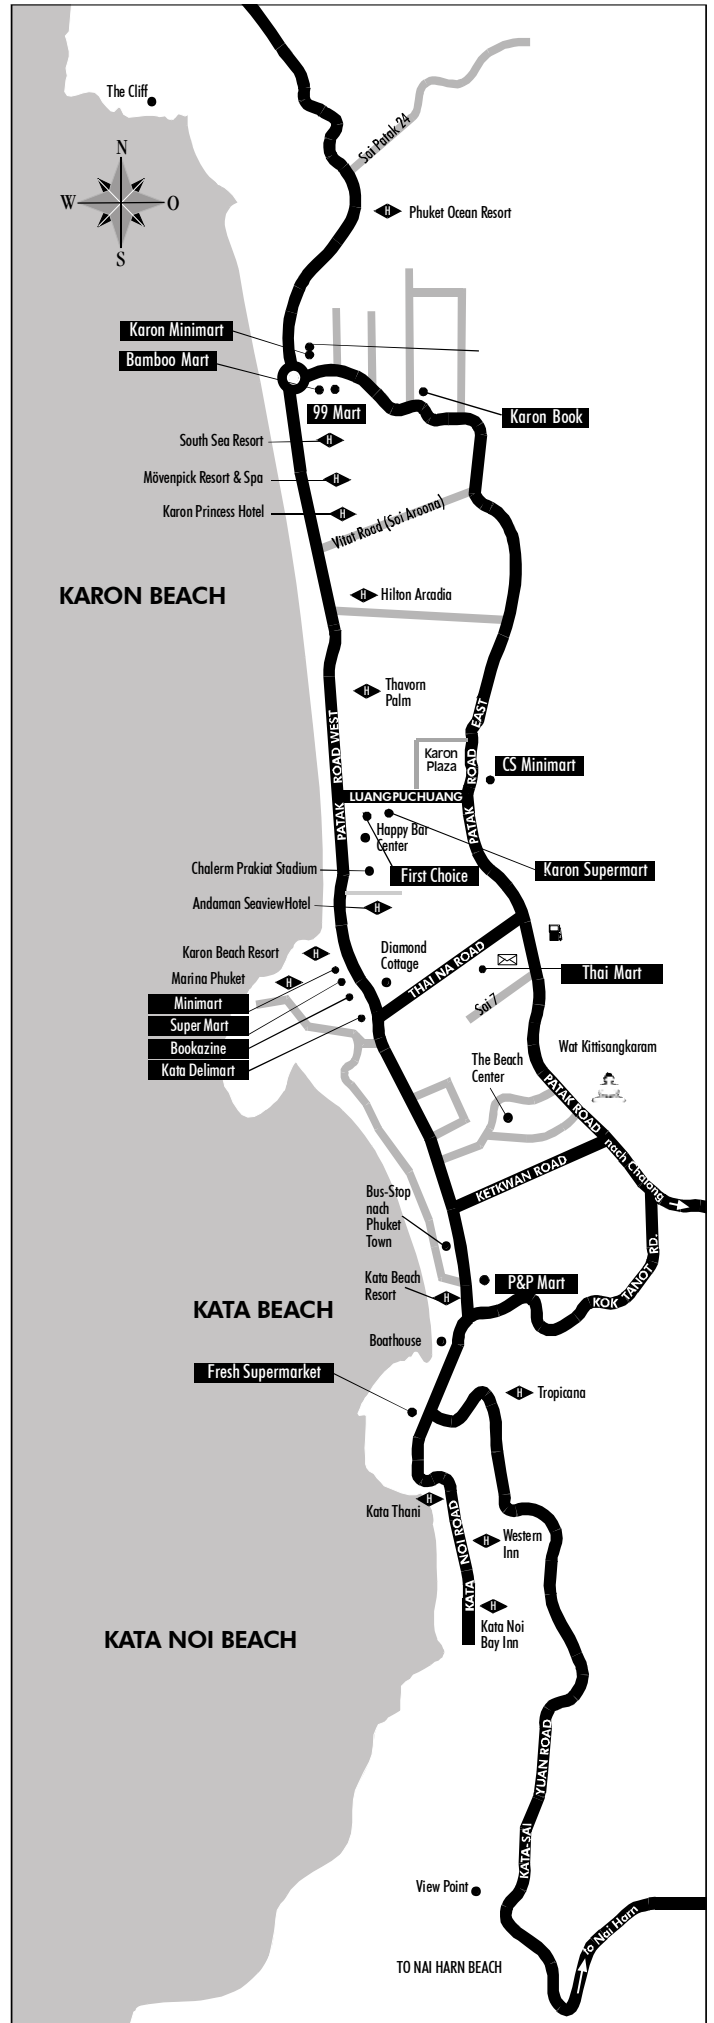 The Cliff
Soi Patak 24
N
W
O
S
Phuket Ocean Resort
Karon Minimart
Bamboo Mart
99 Mart
Karon Book
South Sea Resort
H
Mövenpick Resort & Spa
H
Karon Princess Hotel
H
Vitat Road (Soi Aroona)
KARON BEACH
H
Hilton Arcadia
H
Thavorn
Palm
PATAK ROAD WEST
PATAK ROAD EAST
Karon
Plaza
CS Minimart
LUANGPUCHUANG
Happy Bar
Center
Chalerm Prakiat Stadium
First Choice
Karon Supermart
Andaman SeaviewHotel
H
Karon Beach Resort
H
Diamond
Cottage
THAI NA ROAD
Marina Phuket
H
Thai Mart
Minimart
Super Mart
Bookazine
Kata Delimart
Soi 7
Wat Kittisangkaram
The Beach
Center
PATAK ROAD
nach Chalong
KETKWAN ROAD
Bus-Stop
nach
Phuket
Town
Kata Beach
Resort
H
P&P Mart
KOK TANOT RD.
KATA BEACH
Boathouse
Fresh Supermarket
H
Tropicana
Kata Thani
H
KATA NOI ROAD
H
Western
Inn
H
Kata Noi
Bay Inn
KATA NOI BEACH
KATA-SAI YUAN ROAD
View Point
to Nai Harn
TO NAI HARN BEACH